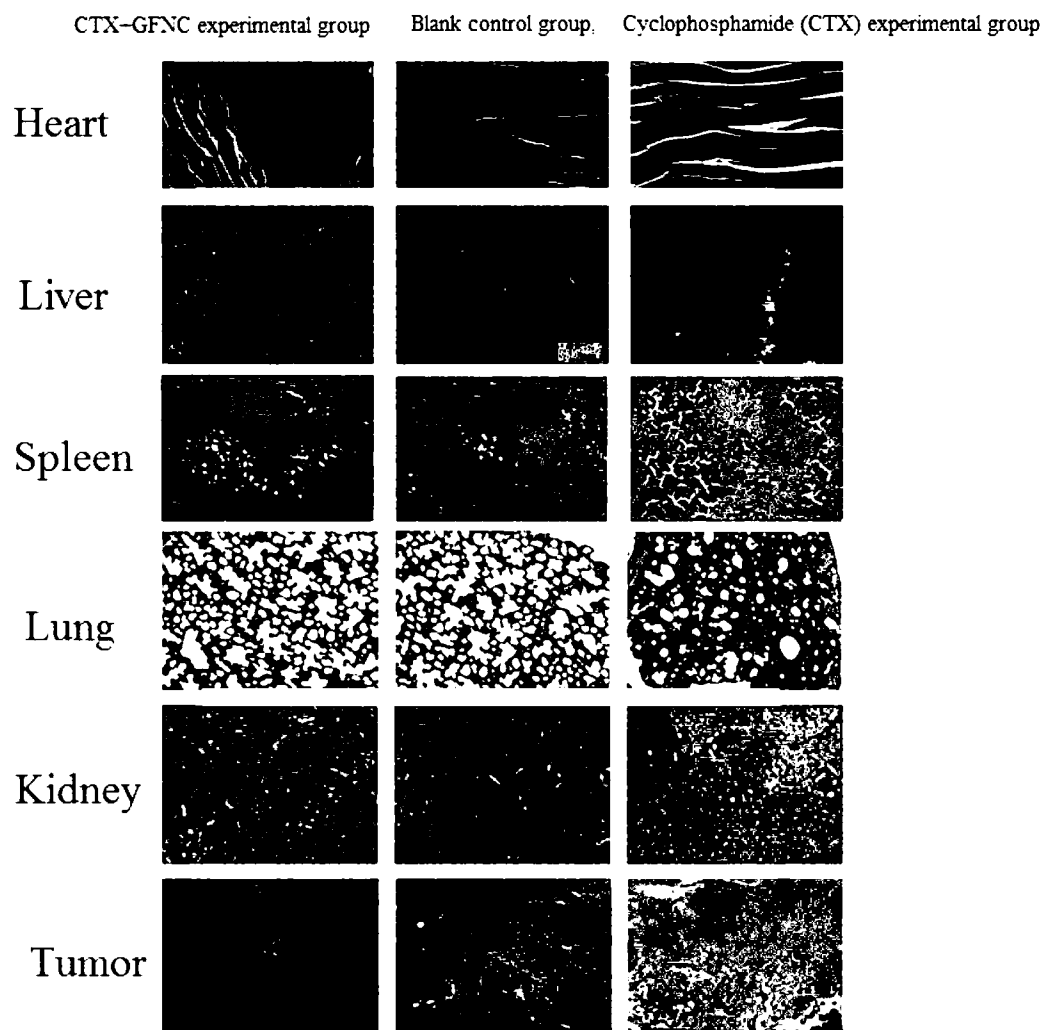 CTX-GFNC experimental group Blank control group, Cyclophosphamide (CTX) experimental group
Heart
Liver
Spleen
Lung
Kidney
Tumor